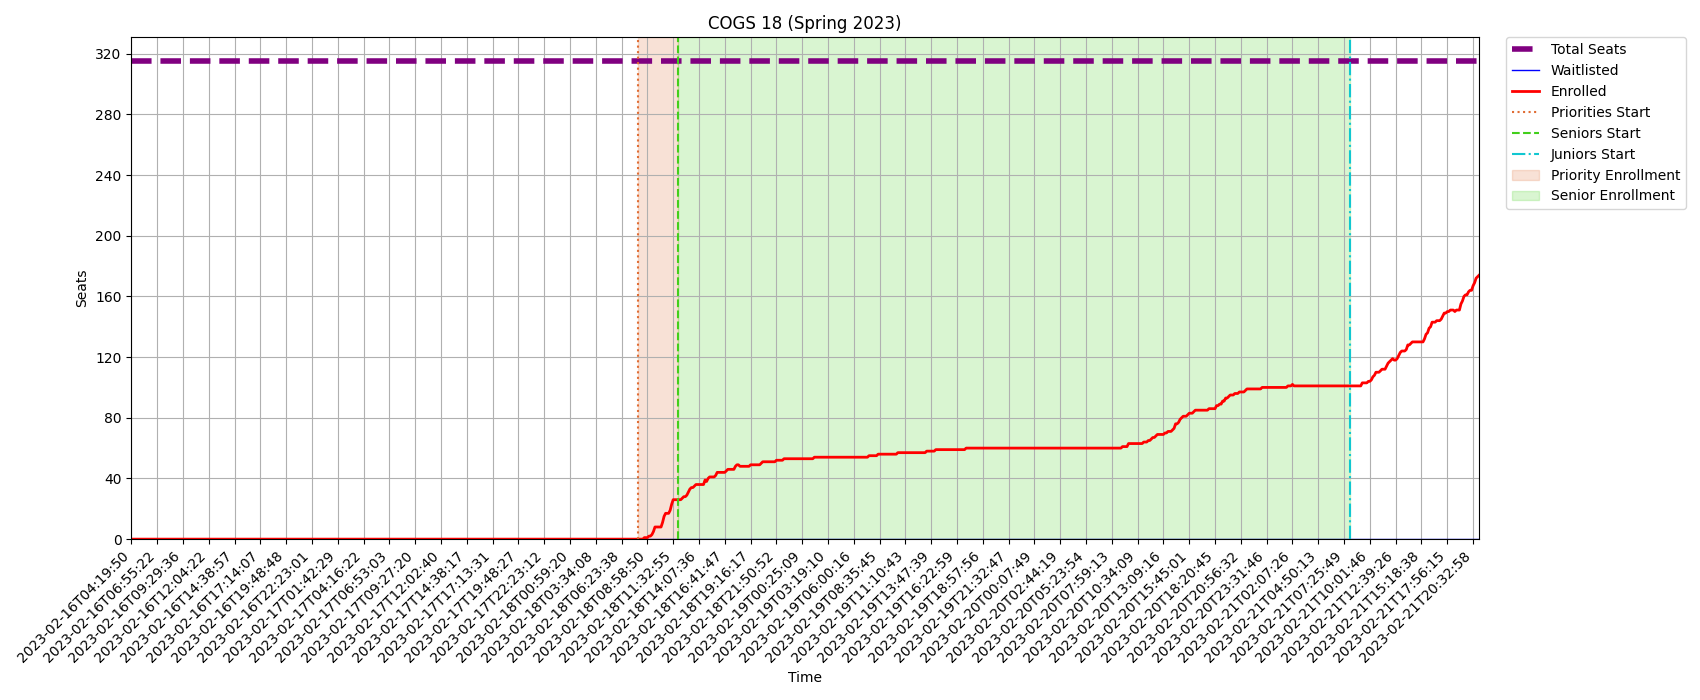 COGS 18 (Spring 2023)
Total Seats
Waitlisted
Enrolled
Priorities Start
Seniors Start
Juniors Start
Priority Enrollment
Senior Enrollment
Seats
320
280
240
200
160
120
80
40
0
2023-02-16T04:19:50
2023-02-16T06:55:22
2023-02-16T09:29:36
2023-02-16T12:04:22
2023-02-16T14:38:57
2023-02-16T17:14:07
2023-02-16T19:48:48
2023-02-16T22:23:01
2023-02-17T01:42:29
2023-02-17T04:16:22
2023-02-17T06:53:03
2023-02-17T09:27:20
2023-02-17T12:02:40
2023-02-17T14:38:17
2023-02-17T17:13:31
2023-02-17T19:48:27
2023-02-17T22:23:12
2023-02-18T00:59:20
2023-02-18T03:34:08
2023-02-18T06:23:38
2023-02-18T08:58:50
2023-02-18T11:32:55
2023-02-18T14:07:36
2023-02-18T16:41:47
2023-02-18T19:16:17
2023-02-18T21:50:52
2023-02-19T00:25:09
2023-02-19T03:19:10
2023-02-19T06:00:16
2023-02-19T08:35:45
2023-02-19T11:10:43
2023-02-19T13:47:39
2023-02-19T16:22:59
2023-02-19T18:57:56
2023-02-19T21:32:47
2023-02-20T00:07:49
2023-02-20T02:44:19
2023-02-20T05:23:54
2023-02-20T07:59:13
2023-02-20T10:34:09
2023-02-20T13:09:16
2023-02-20T15:45:01
2023-02-20T18:20:45
2023-02-20T20:56:32
2023-02-20T23:31:46
2023-02-21T02:07:26
2023-02-21T04:50:13
2023-02-21T07:25:49
2023-02-21T10:01:46
2023-02-21T12:39:26
2023-02-21T15:18:38
2023-02-21T17:56:15
2023-02-21T20:32:58
Time